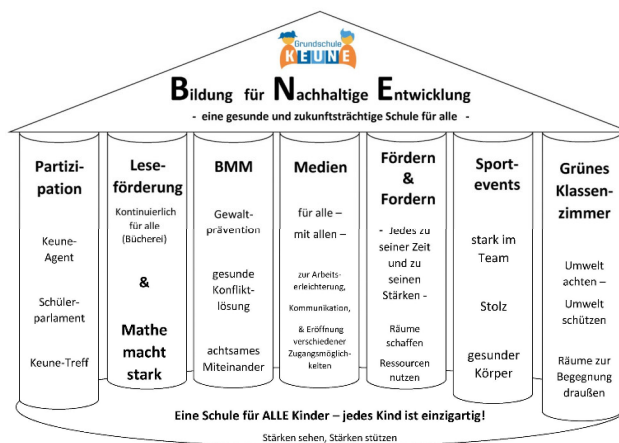 Grundschule
KEUNE
Bildung für Nachhaltige Entwicklung
- eine gesunde und zukunftsträchtige Schule für alle -
Partizi-
pation
Keune-
Agent
Schüler-
parlament
Keune-Treff
Lese-
förderung
Kontinuierlich
für alle
(Bücherei)
&
Mathe
macht
stark
BMM
Gewalt-
prävention
gesunde
Konflikt-
lösung
achtsames
Miteinander
Medien
für alle –
mit allen –
zur Arbeits-
erleichterung,
Kommunikation,
& Eröffnung
verschiedener
Zugangsmöglich-
keiten
Fördern
&
Fordern
- Jedes zu
seiner Zeit
und zu
seinen
Stärken -
Räume
schaffen
Ressourcen
nutzen
Sport-
events
stark im
Team
Stolz
gesunder
Körper
Grünes
Klassen-
zimmer
Umwelt
achten –
Umwelt
schützen
Räume zur
Begegnung
draußen
Eine Schule für ALLE Kinder – jedes Kind ist einzigartig!
Stärken sehen, Stärken stützen